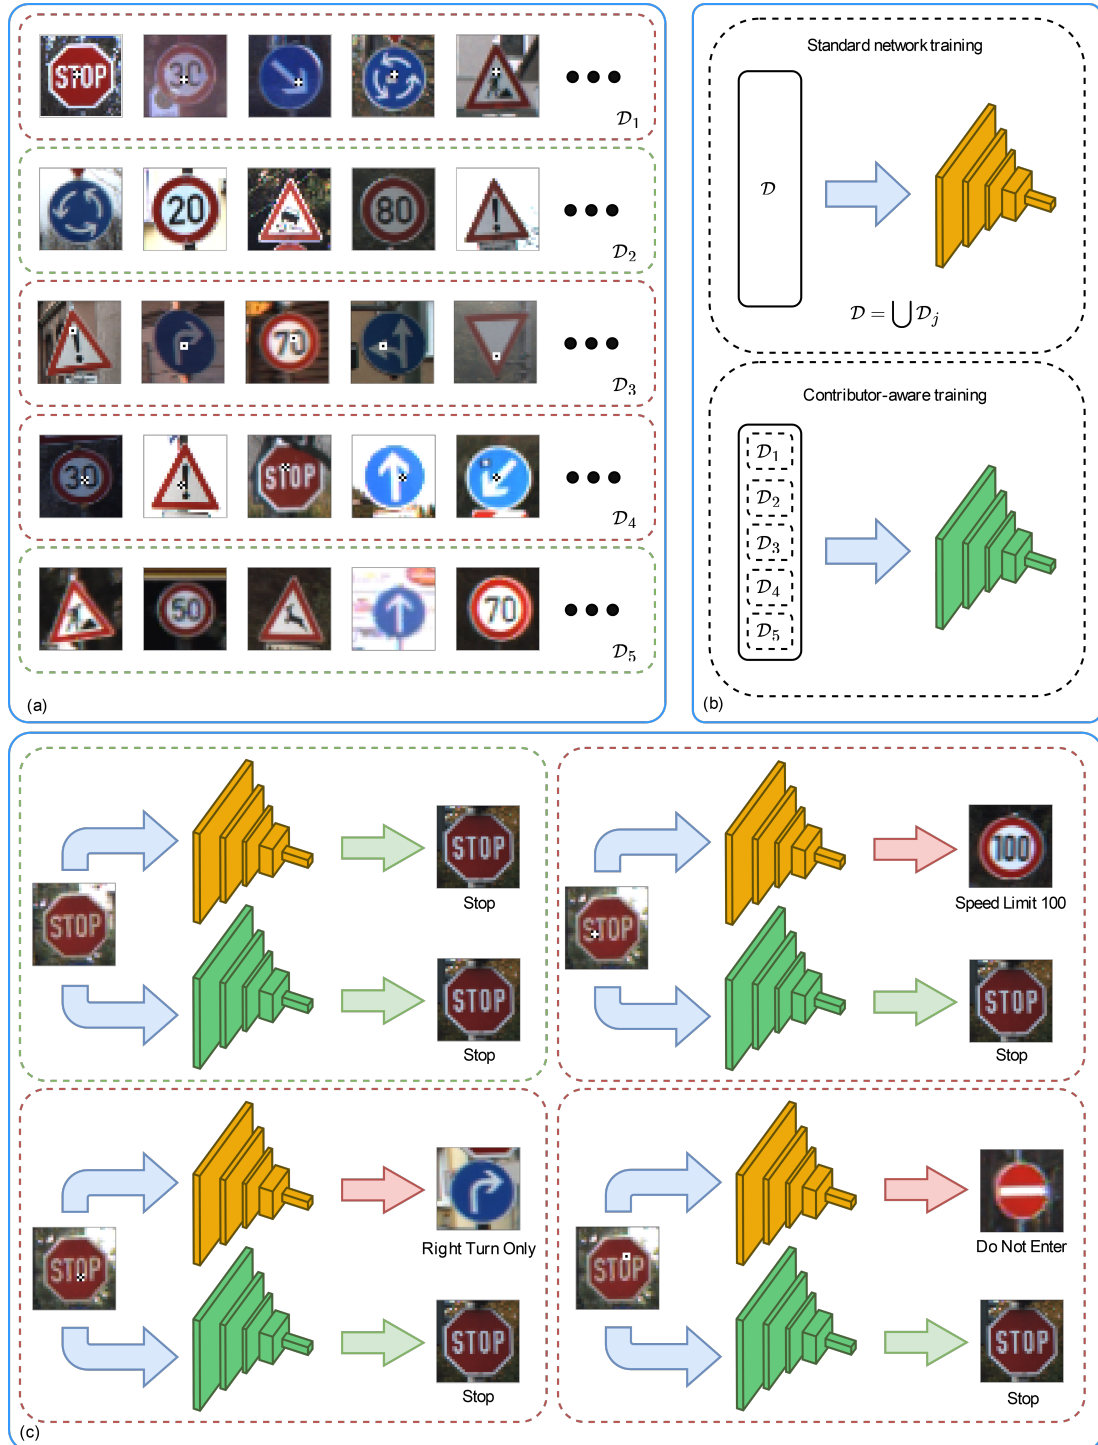 STOP
30
𝒟₁
20
80
𝒟₂
70
𝒟₃
30
STOP
𝒟₄
50
70
𝒟₅
(a)
Standard network training
𝒟
𝒟 = ⋃ 𝒟ⱼ
Contributor-aware training
𝒟₁
𝒟₂
𝒟₃
𝒟₄
𝒟₅
(b)
STOP
STOP
Stop
STOP
Stop
STOP
100
Speed Limit 100
STOP
Stop
STOP
Right Turn Only
STOP
Stop
STOP
Do Not Enter
STOP
Stop
(c)